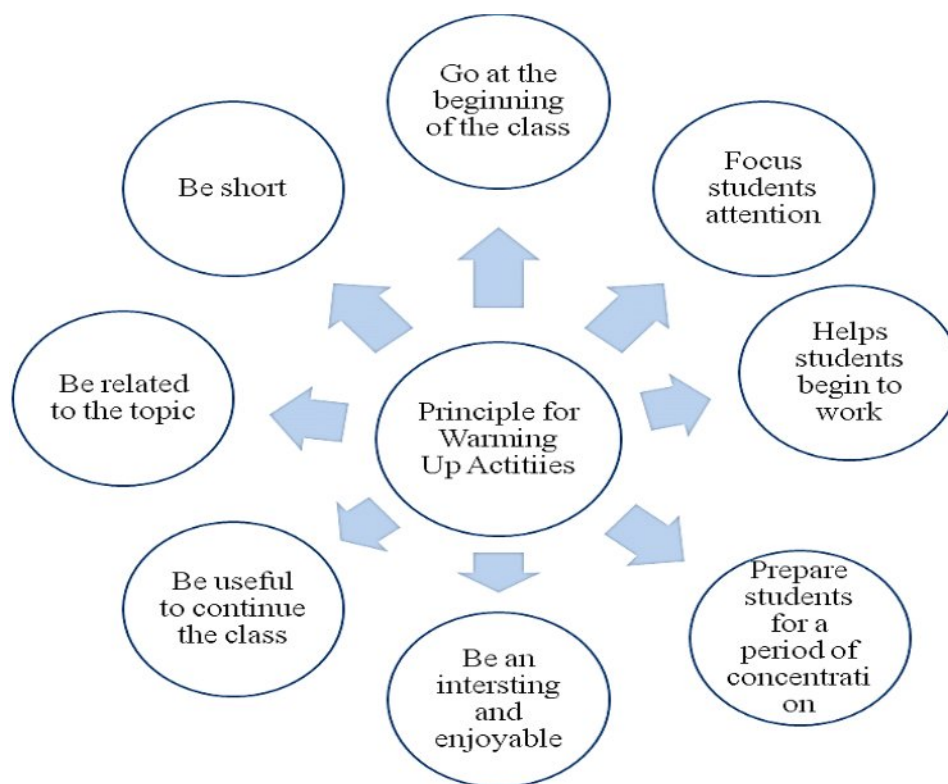 Go at the
beginning
of the class
Focus
students
attention
Helps
students
begin to
work
Prepare
students
for a
period of
concentrati
on
Be an
intersting
and
enjoyable
Be useful
to continue
the class
Be related
to the topic
Be short
Principle for
Warming
Up Actitiies